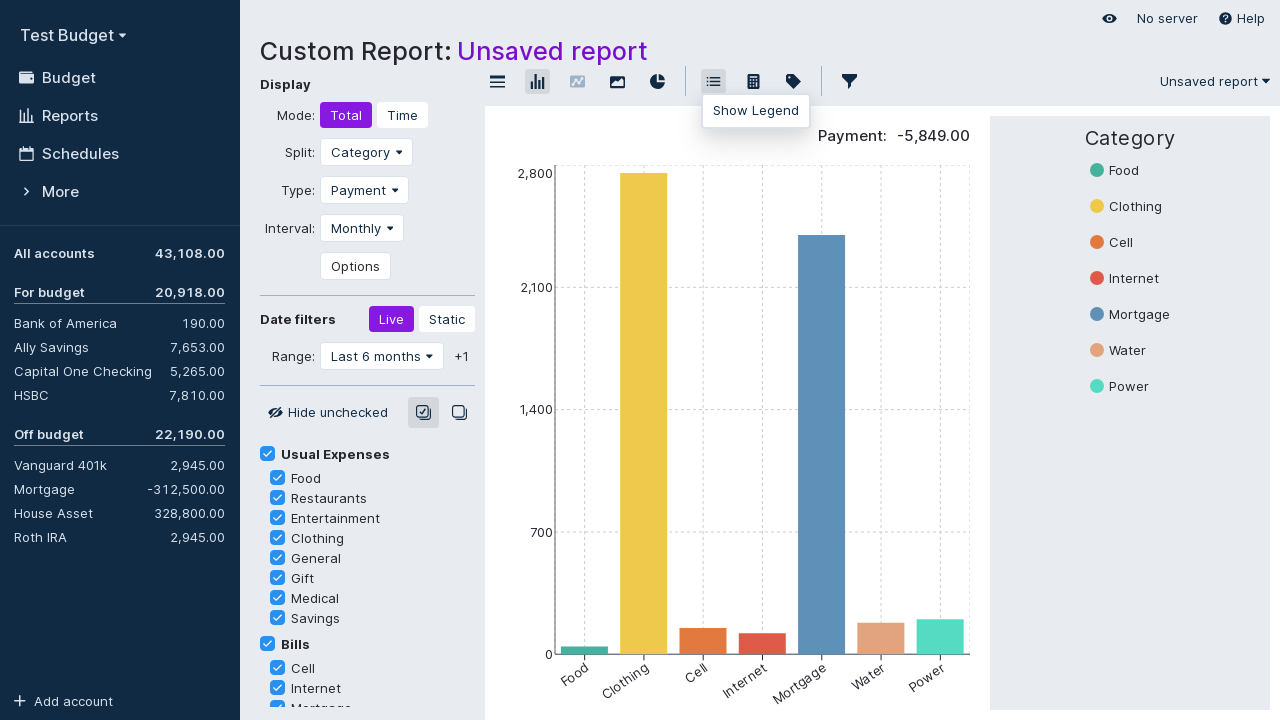 Test Budget
Budget
Reports
Schedules
More
All accounts 43,108.00
For budget 20,918.00
Bank of America 190.00
Ally Savings 7,653.00
Capital One Checking 5,265.00
HSBC 7,810.00
Off budget 22,190.00
Vanguard 401k 2,945.00
Mortgage -312,500.00
House Asset 328,800.00
Roth IRA 2,945.00
Add account
No server Help
Custom Report: Unsaved report
Display
Mode: Total Time
Split: Category
Type: Payment
Interval: Monthly
Options
Date filters Live Static
Range: Last 6 months +1
Hide unchecked
Usual Expenses
Food
Restaurants
Entertainment
Clothing
General
Gift
Medical
Savings
Bills
Cell
Internet
Mortgage
Unsaved report
Show Legend
Payment: -5,849.00
2,800
2,100
1,400
700
0
Food
Clothing
Cell
Internet
Mortgage
Water
Power
Category
Food
Clothing
Cell
Internet
Mortgage
Water
Power